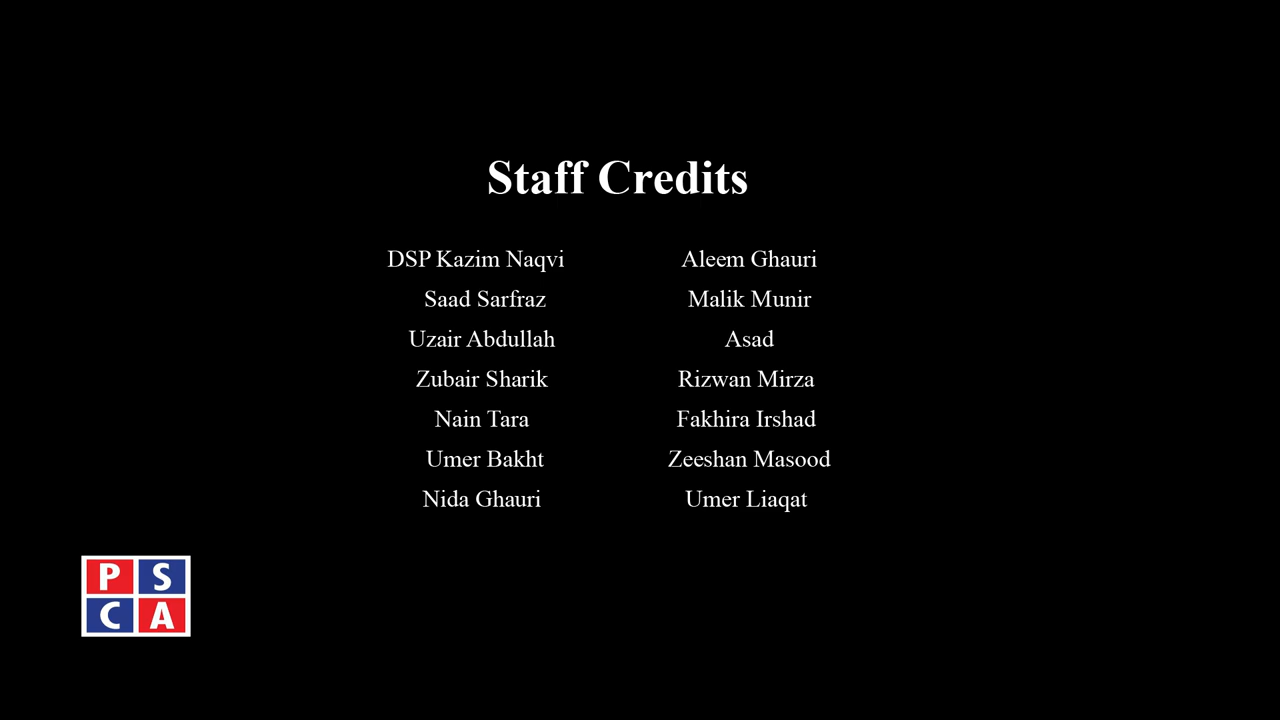 Staff Credits
DSP Kazim Naqvi
Saad Sarfraz
Uzair Abdullah
Zubair Sharik
Nain Tara
Umer Bakht
Nida Ghauri
Aleem Ghauri
Malik Munir
Asad
Rizwan Mirza
Fakhira Irshad
Zeeshan Masood
Umer Liaqat
P S
C A